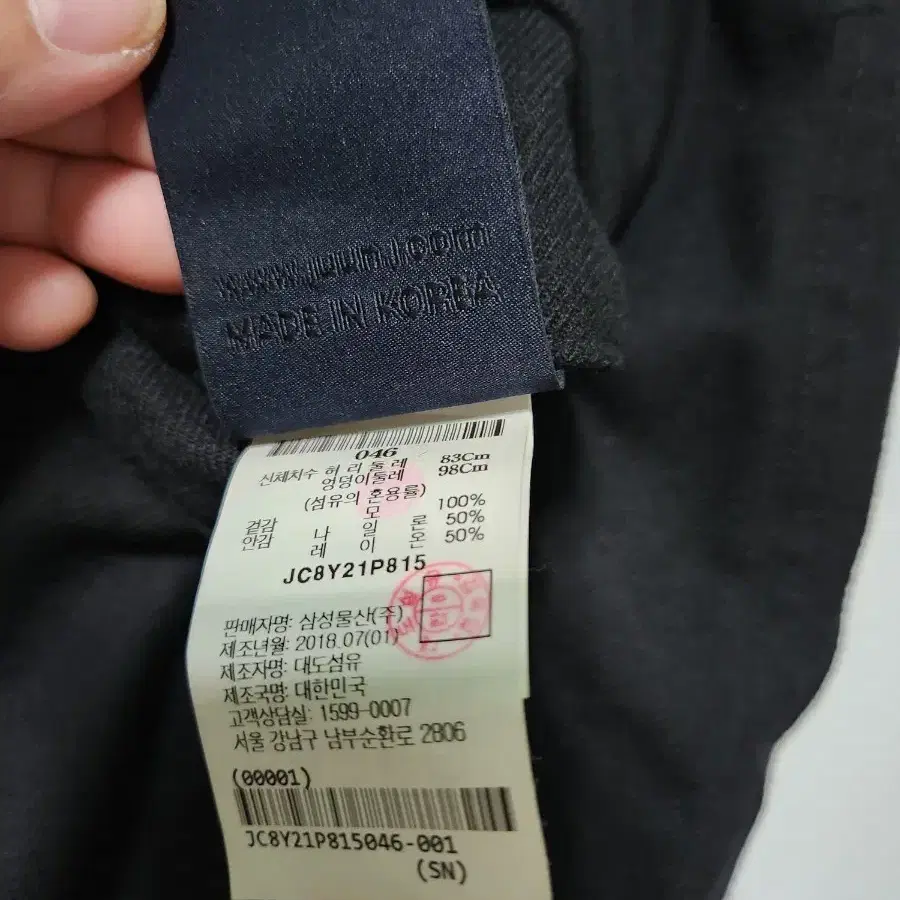 www.juunj.com
MADE IN KOREA
046
신체치수 허리둘레 83Cm
엉덩이둘레 98Cm
(섬유의 혼용률)
겉감 모 100%
안감 나일론 50%
레이온 50%
JC8Y21P815
판매자명: 삼성물산(주)
제조년월: 2018.07(01)
제조자명: 대도섬유
제조국명: 대한민국
고객상담실: 1599-0007
서울 강남구 남부순환로 2806
(00001)
JC8Y21P815046-001
(SN)